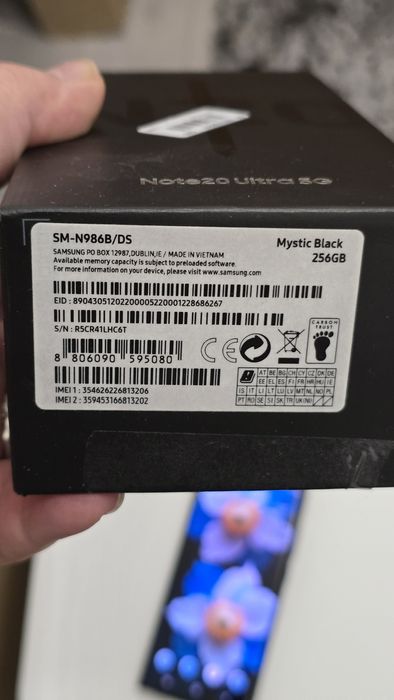 Note20 Ultra 5G
SM-N986B/DS
Mystic Black
256GB
SAMSUNG PO BOX 12987,DUBLIN,IE / MADE IN VIETNAM
Available memory capacity is subject to preloaded software.
For more information on your device, please visit www.samsung.com
EID : 89043051202200005220001228686267
S/N : R5CR41LHC6T
CARBON
TRUST
8 806090 595080
CE
AT BE BG CH CY CZ DK DE
EE EL ES FI FR HR HU IE
IS IT LI LT LU LV MT NL NO PL
PT RO SE SI SK TR UK(NI)
IMEI 1 : 354626226813206
IMEI 2 : 359453166813202